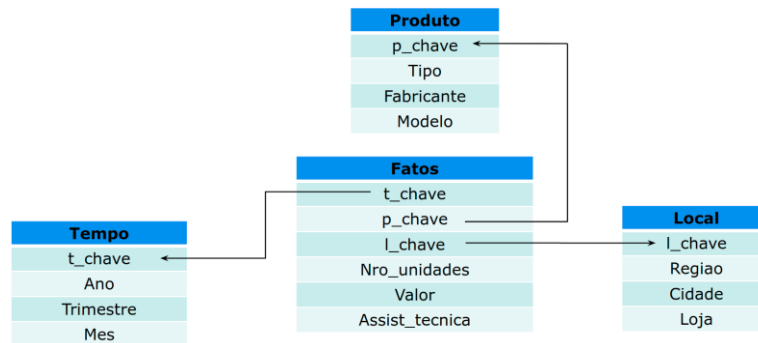 Produto
p_chave
Tipo
Fabricante
Modelo
Fatos
t_chave
p_chave
l_chave
Nro_unidades
Valor
Assist_tecnica
Tempo
t_chave
Ano
Trimestre
Mes
Local
l_chave
Regiao
Cidade
Loja